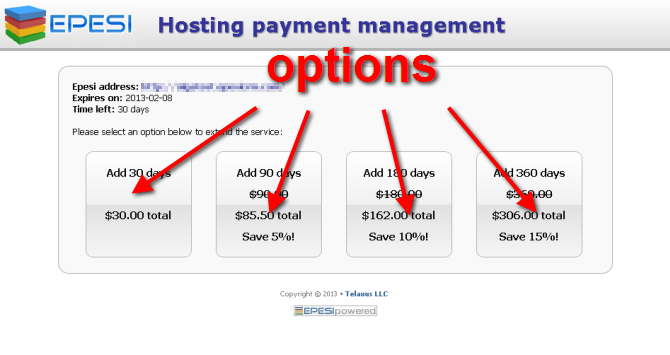 EPESI
Hosting payment management
options
Epesi address:
Expires on: 2013-02-08
Time left: 30 days
Please select an option below to extend the service:
Add 30 days
$30.00 total
Add 90 days
$90.00
$85.50 total
Save 5%!
Add 180 days
$180.00
$162.00 total
Save 10%!
Add 360 days
$360.00
$306.00 total
Save 15%!
Copyright © 2013 • Telaxus LLC
EPESI powered